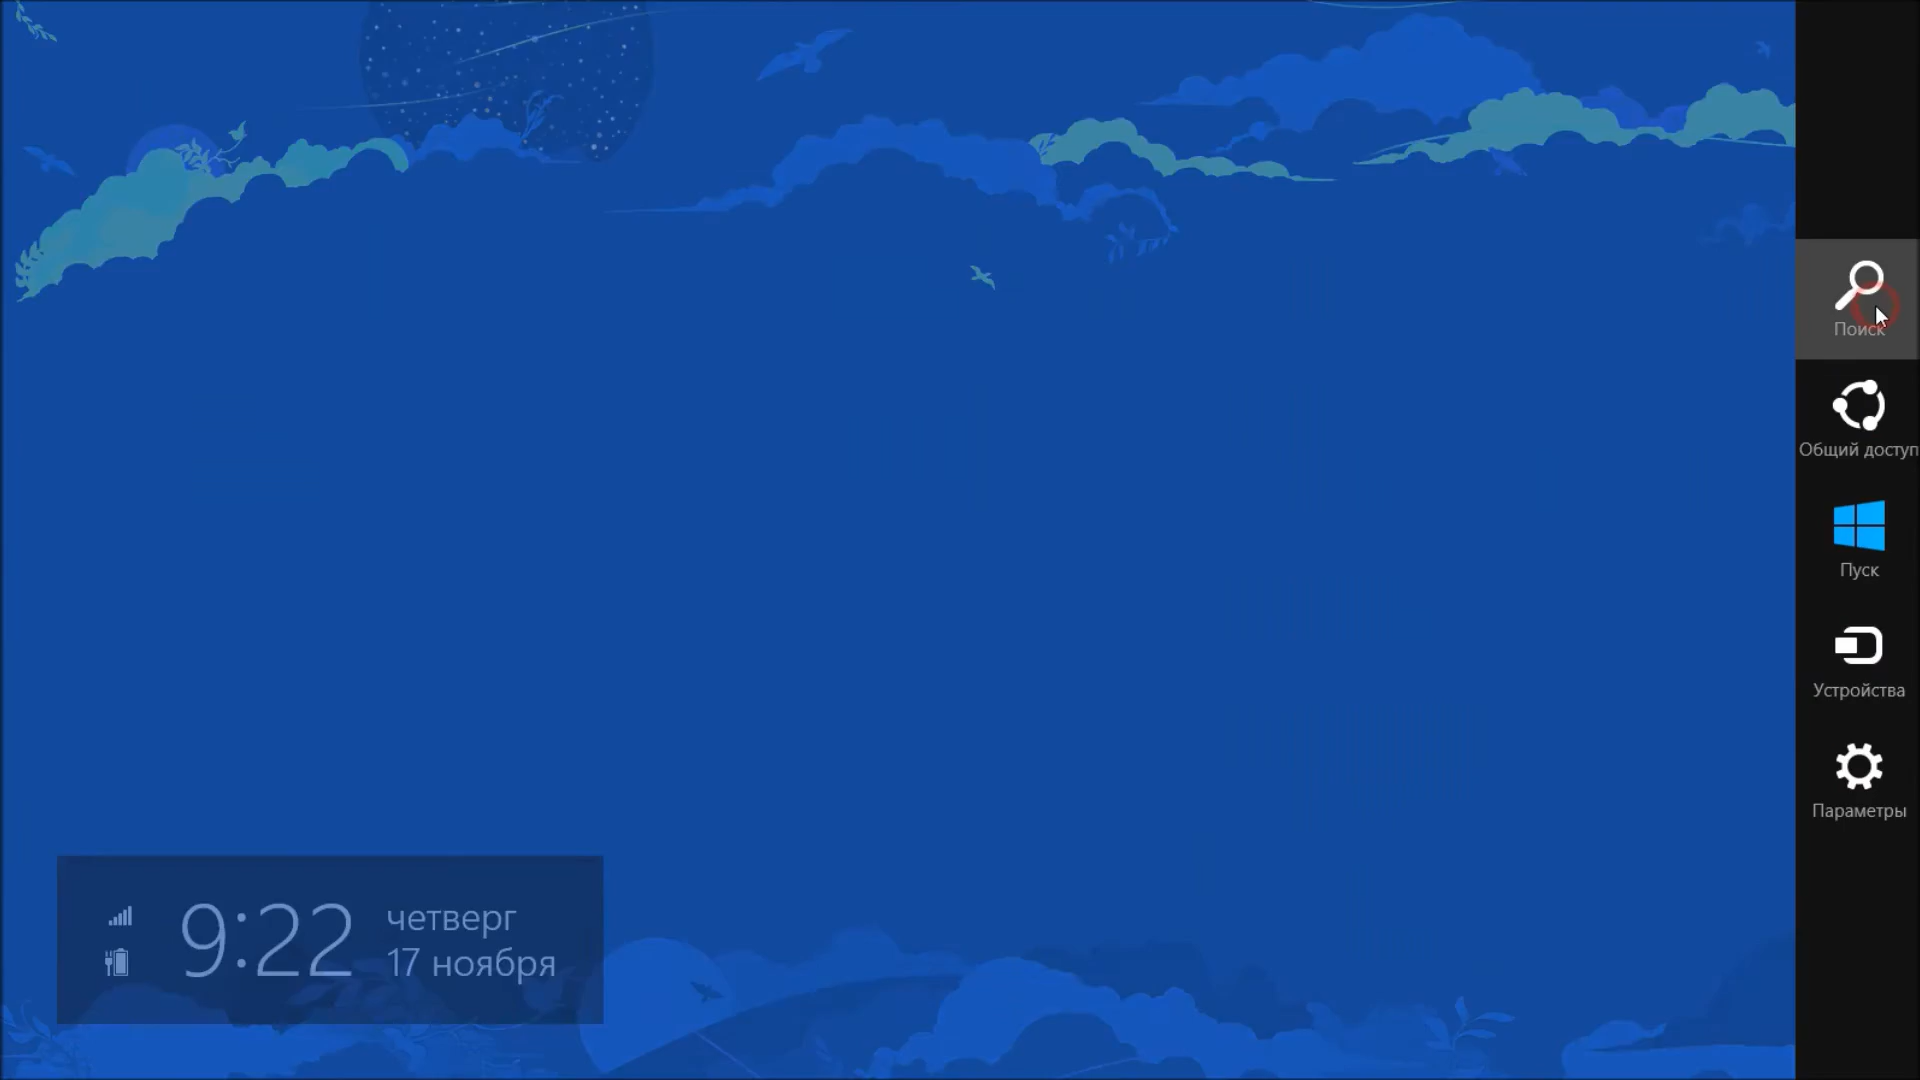 Поиск
Общий доступ
Пуск
Устройства
Параметры
9:22
четверг
17 ноября